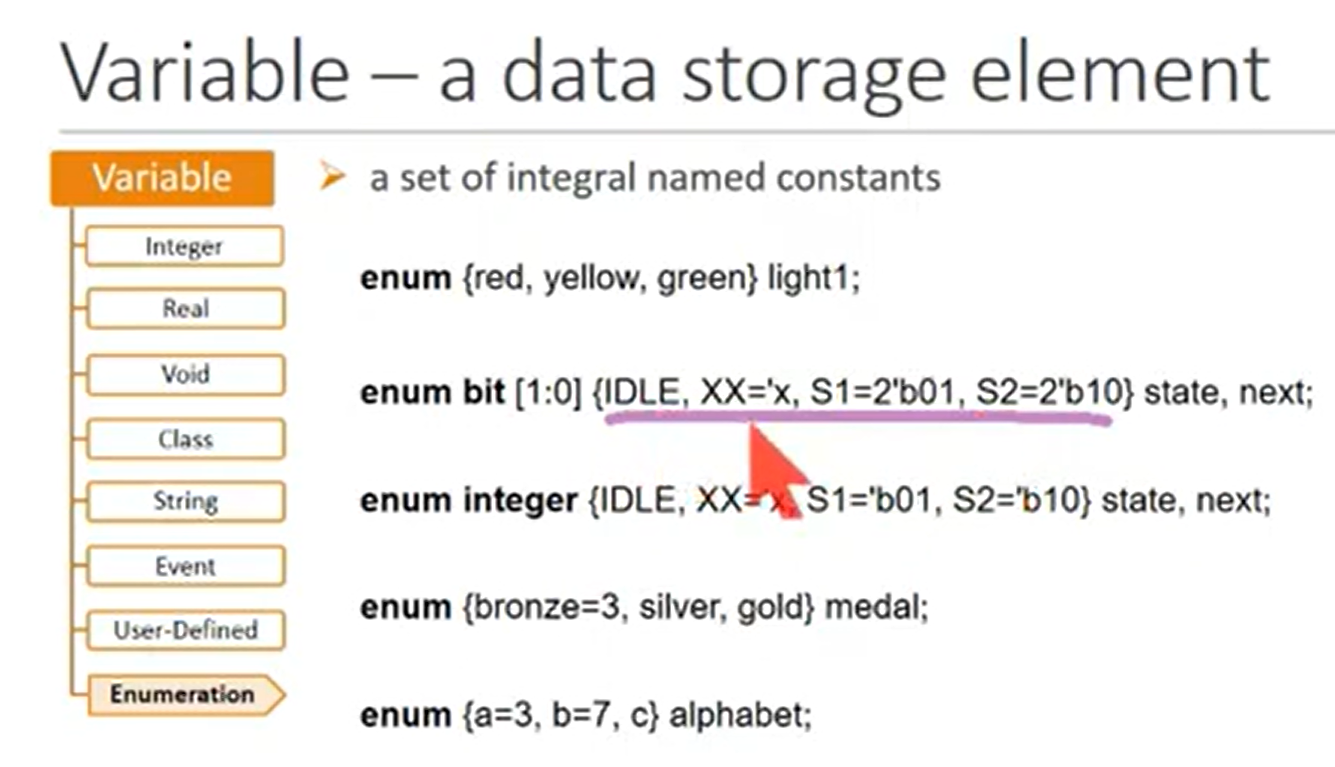 Variable – a data storage element
Variable
Integer
Real
Void
Class
String
Event
User-Defined
Enumeration
a set of integral named constants
enum {red, yellow, green} light1;
enum bit [1:0] {IDLE, XX='x, S1=2'b01, S2=2'b10} state, next;
enum integer {IDLE, XX='x, S1='b01, S2='b10} state, next;
enum {bronze=3, silver, gold} medal;
enum {a=3, b=7, c} alphabet;